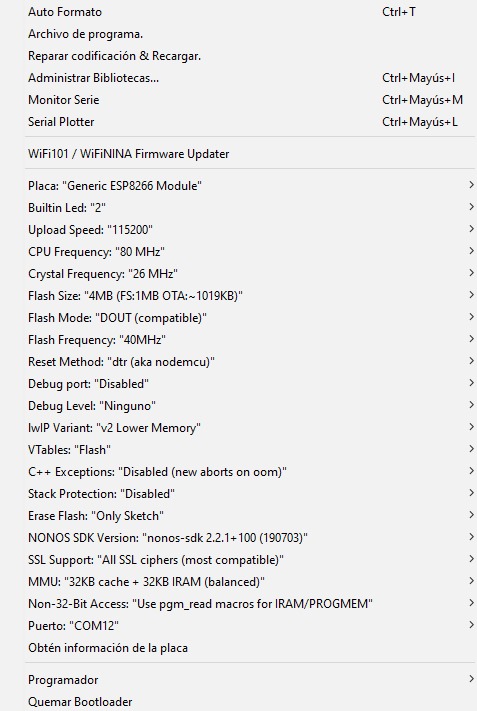 Auto Formato Ctrl+T
Archivo de programa.
Reparar codificación & Recargar.
Administrar Bibliotecas... Ctrl+Mayús+I
Monitor Serie Ctrl+Mayús+M
Serial Plotter Ctrl+Mayús+L
WiFi101 / WiFiNINA Firmware Updater
Placa: "Generic ESP8266 Module"
Builtin Led: "2"
Upload Speed: "115200"
CPU Frequency: "80 MHz"
Crystal Frequency: "26 MHz"
Flash Size: "4MB (FS:1MB OTA:~1019KB)"
Flash Mode: "DOUT (compatible)"
Flash Frequency: "40MHz"
Reset Method: "dtr (aka nodemcu)"
Debug port: "Disabled"
Debug Level: "Ninguno"
lwIP Variant: "v2 Lower Memory"
VTables: "Flash"
C++ Exceptions: "Disabled (new aborts on oom)"
Stack Protection: "Disabled"
Erase Flash: "Only Sketch"
NONOS SDK Version: "nonos-sdk 2.2.1+100 (190703)"
SSL Support: "All SSL ciphers (most compatible)"
MMU: "32KB cache + 32KB IRAM (balanced)"
Non-32-Bit Access: "Use pgm_read macros for IRAM/PROGMEM"
Puerto: "COM12"
Obtén información de la placa
Programador
Quemar Bootloader